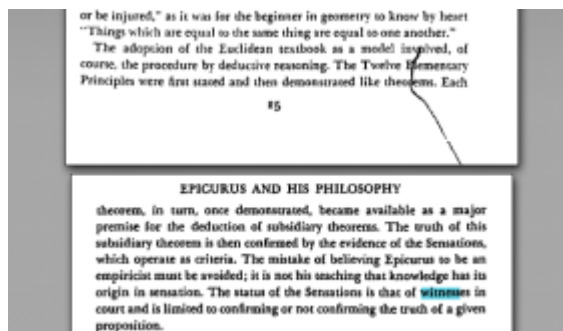 or be injured," as it was for the beginner in geometry to know by heart
"Things which are equal to the same thing are equal to one another."
The adoption of the Euclidean textbook as a model involved, of
course, the procedure by deductive reasoning. The Twelve Elementary
Principles were first stated and then demonstrated like theorems. Each
25
EPICURUS AND HIS PHILOSOPHY
theorem, in turn, once demonstrated, became available as a major
premise for the deduction of subsidiary theorems. The truth of this
subsidiary theorem is then confirmed by the evidence of the Sensations,
which operate as criteria. The mistake of believing Epicurus to be an
empiricist must be avoided; it is not his teaching that knowledge has its
origin in sensation. The status of the Sensations is that of witnesses in
court and is limited to confirming or not confirming the truth of a given
proposition.